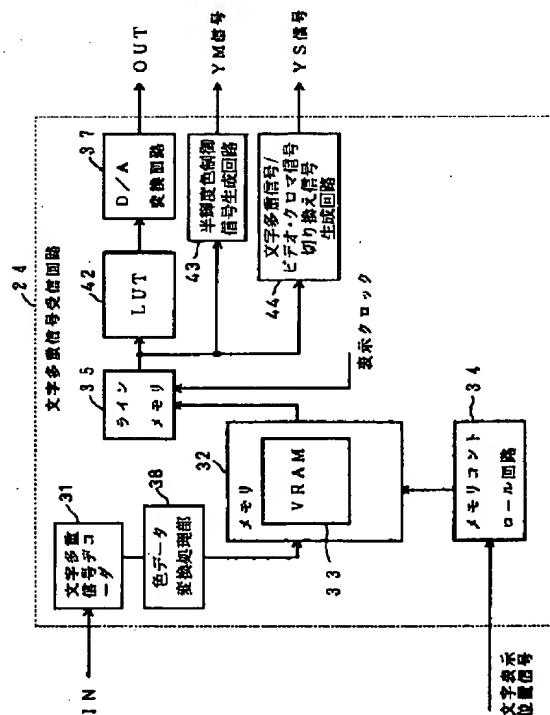 24
文字多重信号受信回路
IN
31
文字多重
信号デコ
ーダ
38
色データ
変換処理部
32
メモリ
VRAM
33
34
メモリコント
ロール回路
文字表示
位置信号
35
ライン
メモリ
表示クロック
42
LUT
37
D/A
変換回路
OUT
43
半輝度色制御
信号生成回路
YM信号
44
文字多重信号/
ビデオ・クロマ信号
切り換え信号
生成回路
YS信号